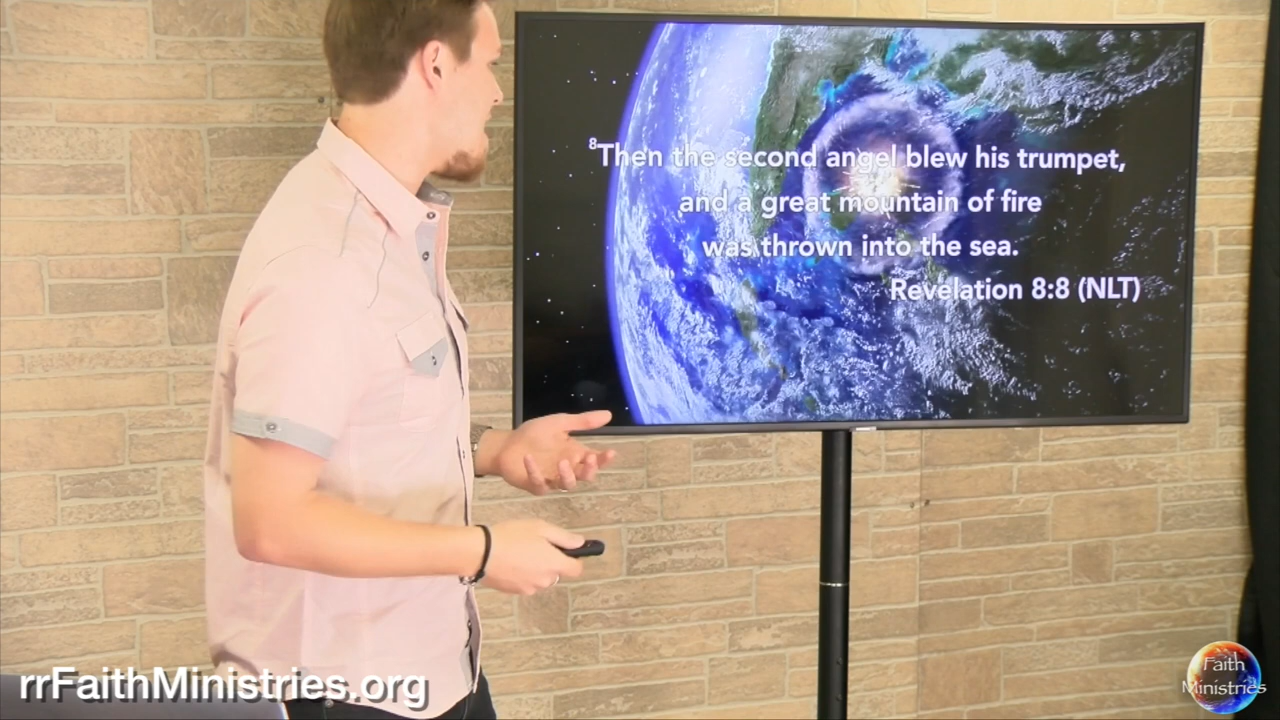 ⁸Then the second angel blew his trumpet,
and a great mountain of fire
was thrown into the sea.
Revelation 8:8 (NLT)
rrFaithMinistries.org
Faith
Ministries